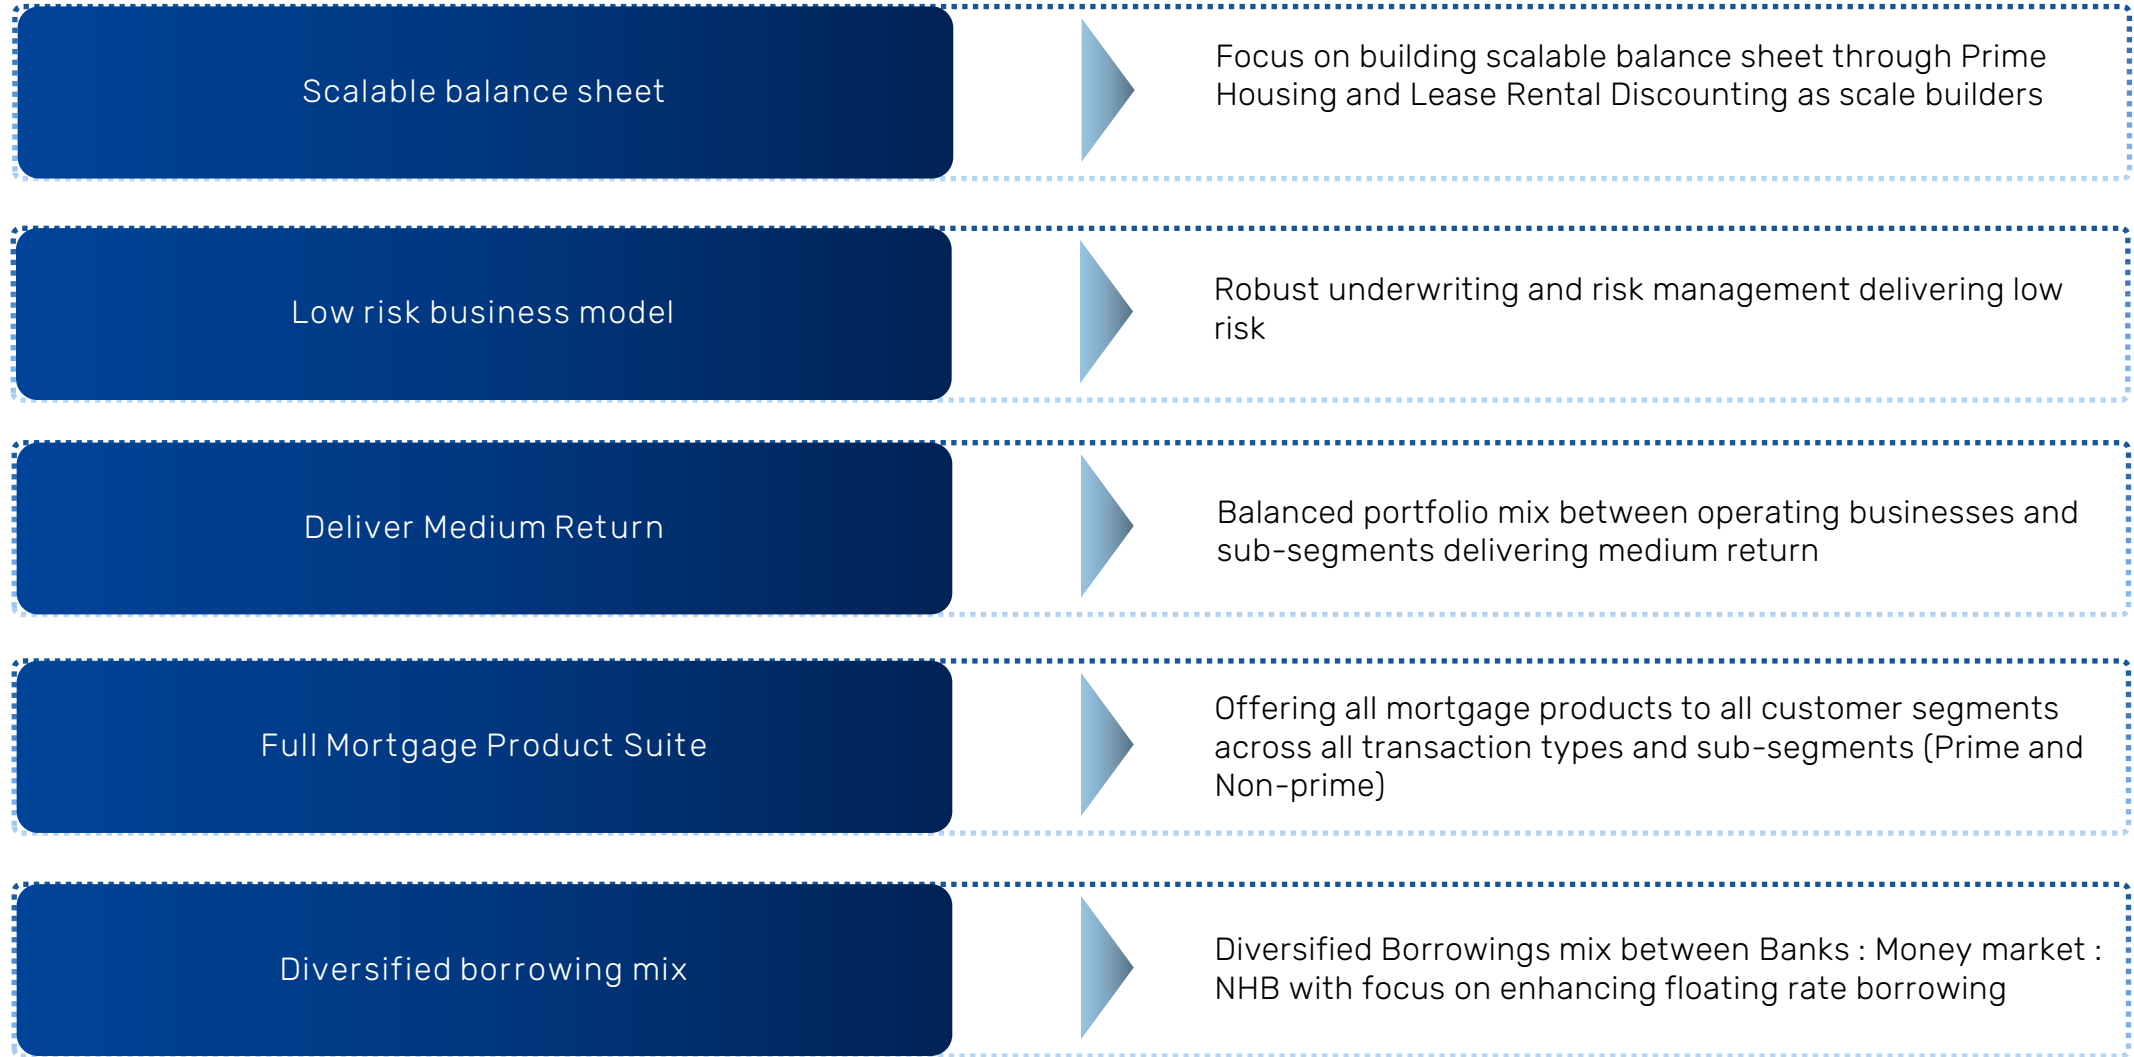 Scalable balance sheet
Focus on building scalable balance sheet through Prime
Housing and Lease Rental Discounting as scale builders
Low risk business model
Robust underwriting and risk management delivering low
risk
Deliver Medium Return
Balanced portfolio mix between operating businesses and
sub-segments delivering medium return
Full Mortgage Product Suite
Offering all mortgage products to all customer segments
across all transaction types and sub-segments (Prime and
Non-prime)
Diversified borrowing mix
Diversified Borrowings mix between Banks : Money market :
NHB with focus on enhancing floating rate borrowing